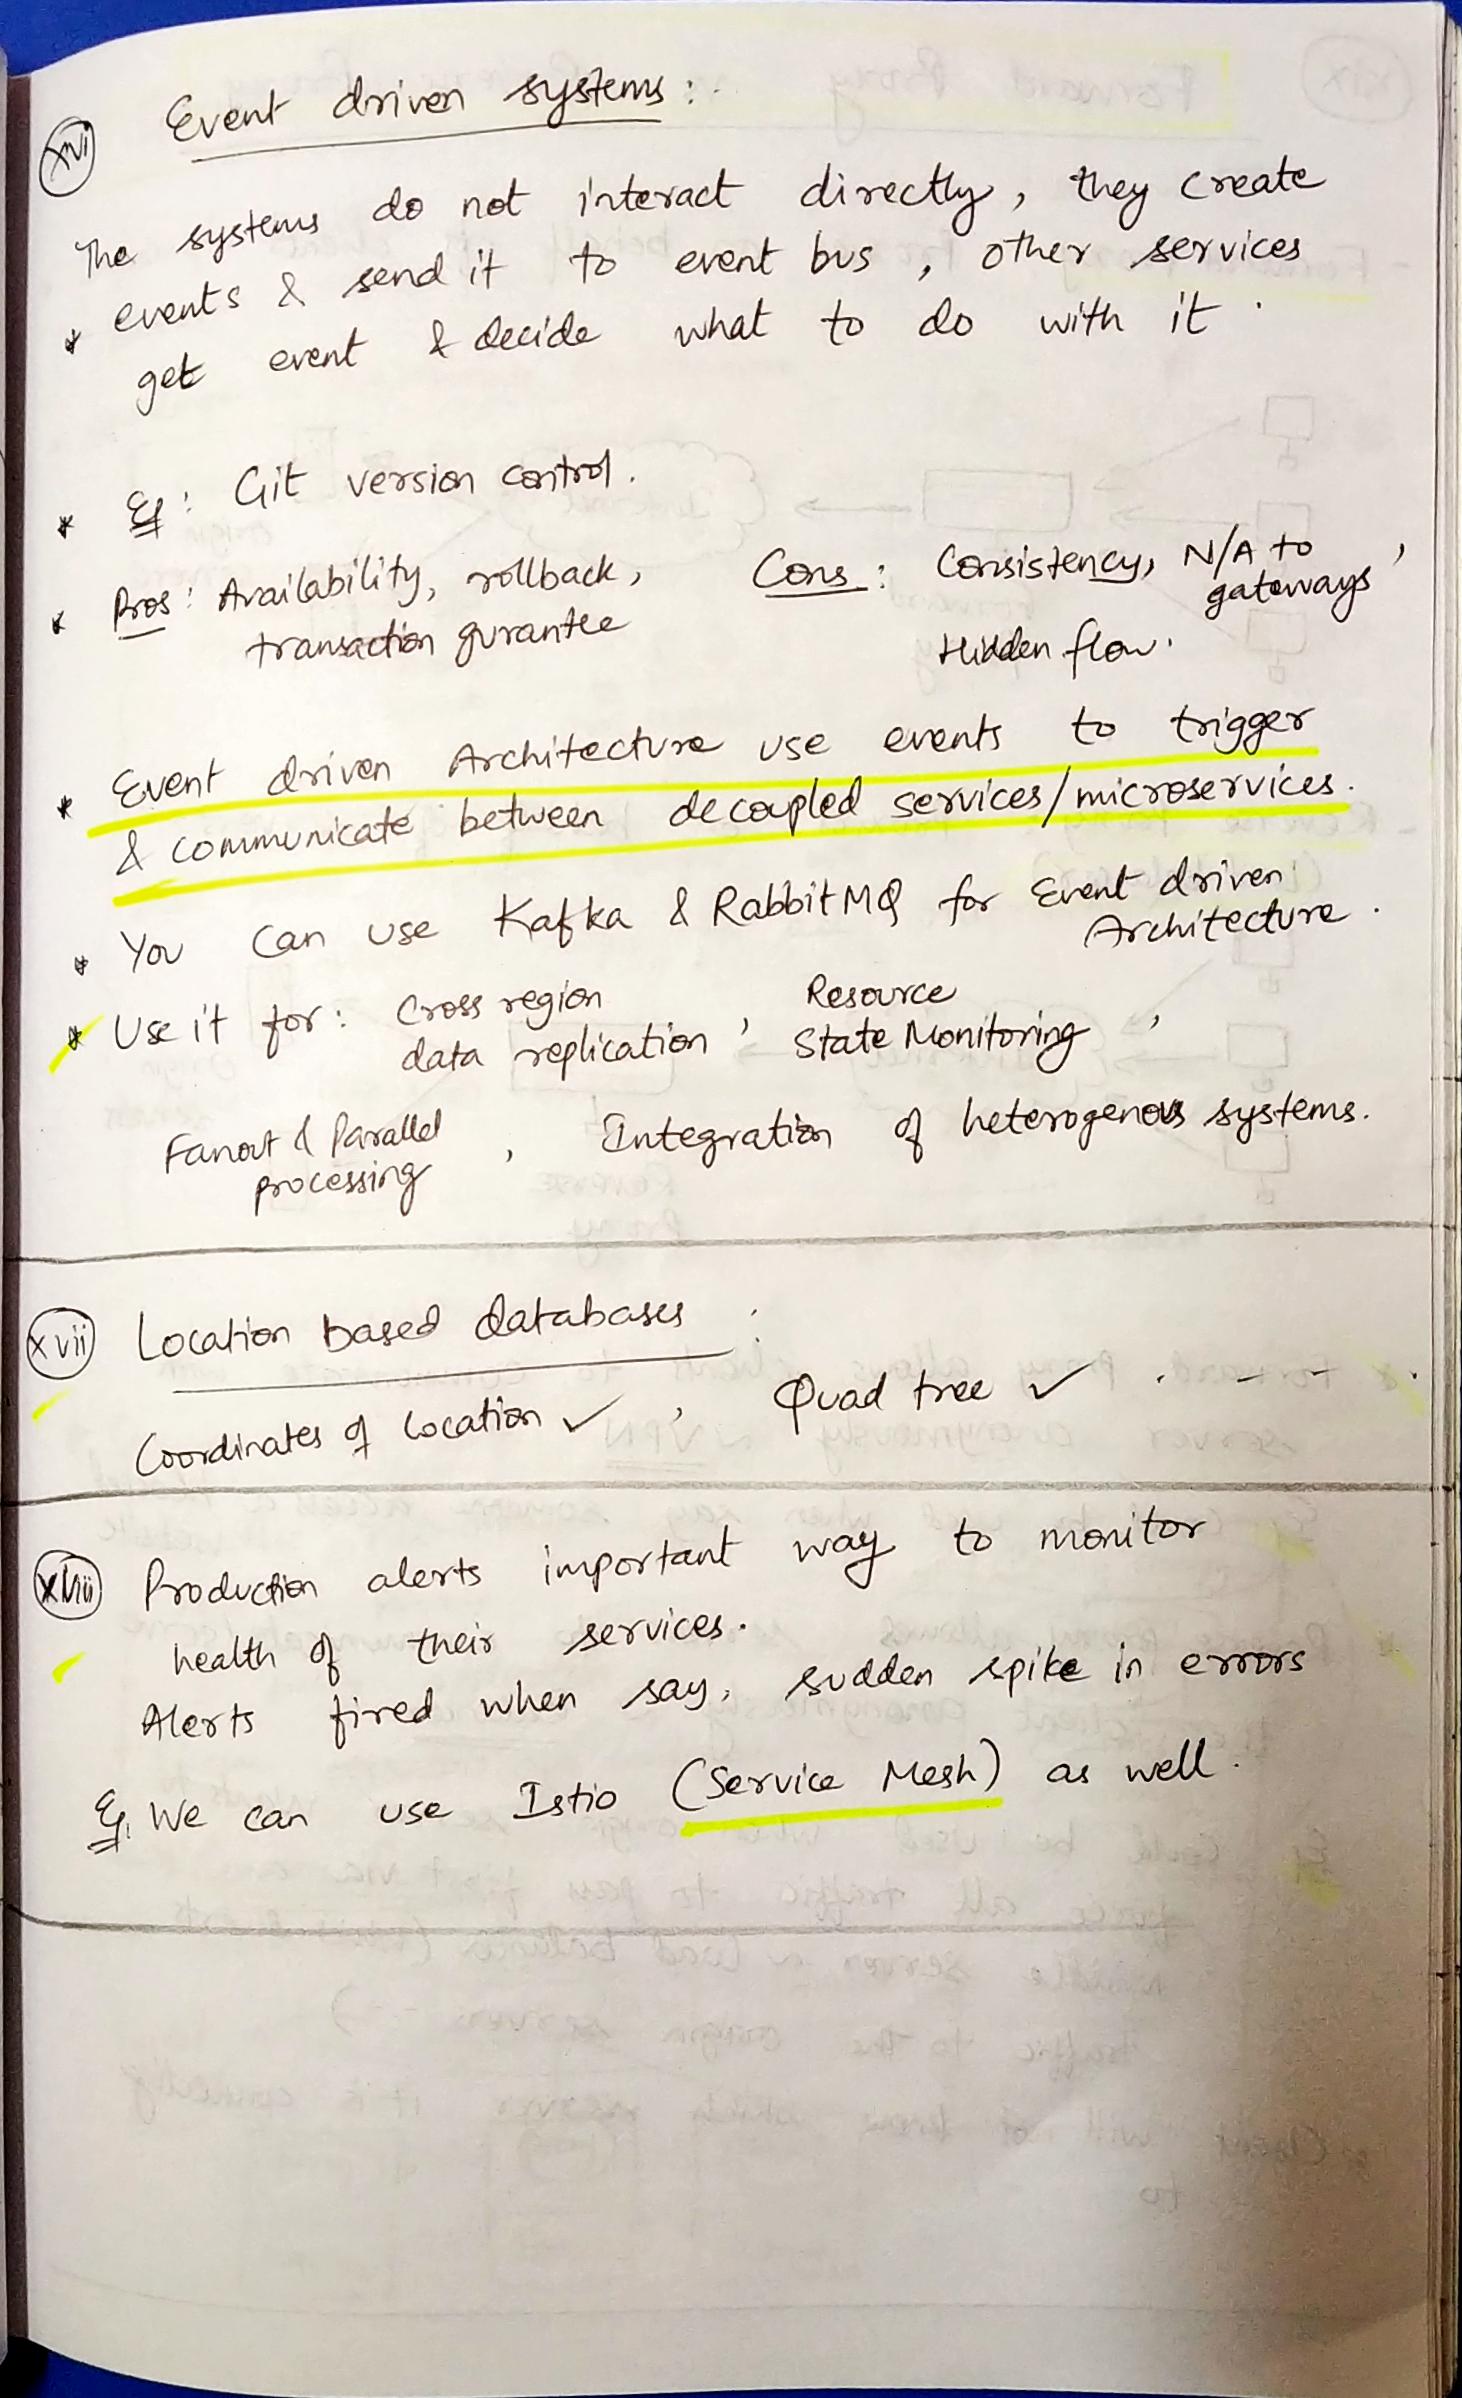 xvi Event driven systems :
The systems do not interact directly, they create
* events & send it to event bus, other services
get event & decide what to do with it.
* Eg: Git version control.
* Pros: Availability, rollback, transaction gurantee
Cons: Consistency, N/A to gateways, Hidden flow.
* Event driven Architecture use events to trigger
& communicate between decoupled services/microservices.
* You can use Kafka & RabbitMQ for Event driven
Architecture.
* Use it for: Cross region data replication, Resource State Monitoring,
Fanout & Parallel processing, Integration of heterogenous systems.
xvii Location based databases :
Coordinates of location ✓, Quad tree ✓ . - - .
xviii Production alerts important way to monitor
health of their services.
Alerts fired when say, sudden spike in errors
Eg, We can use Istio (Service Mesh) as well.